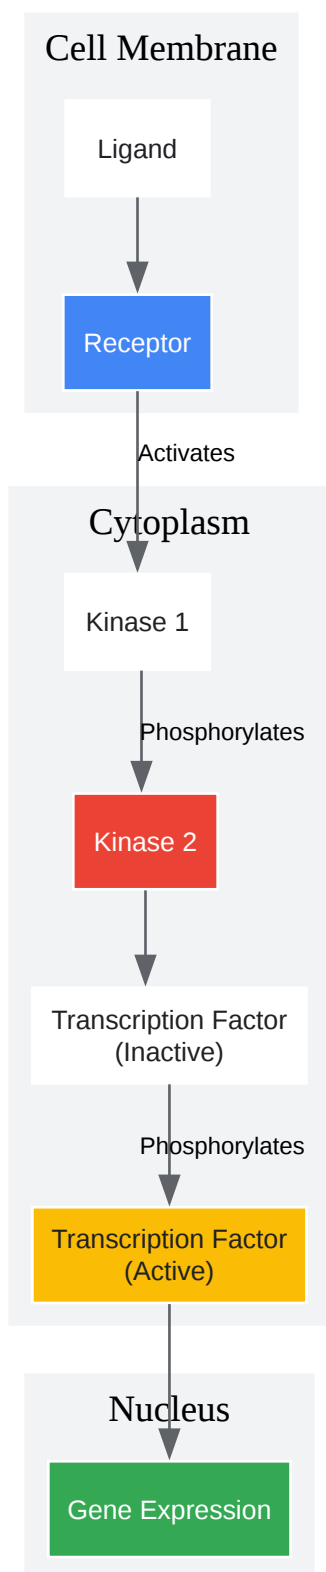 Cell Membrane
Ligand
Receptor
Activates
Cytoplasm
Kinase 1
Phosphorylates
Kinase 2
Transcription Factor
(Inactive)
Phosphorylates
Transcription Factor
(Active)
Nucleus
Gene Expression